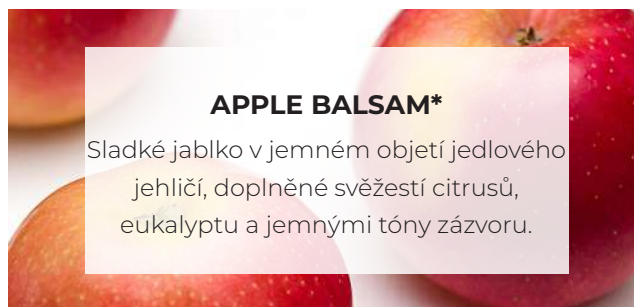 APPLE BALSAM*
Sladké jablko v jemném objetí jedlového
jehličí, doplněné svěžestí citrusů,
eukalyptu a jemnými tóny zázvoru.